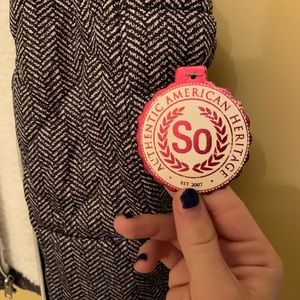 AUTHENTIC AMERICAN HERITAGE
So
EST 2007